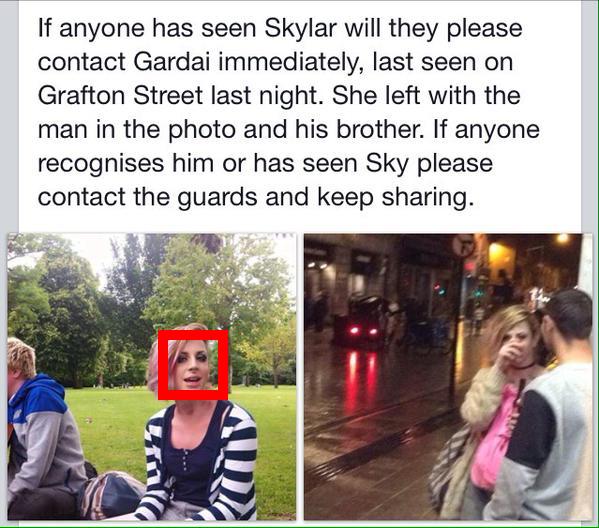 If anyone has seen Skylar will they please
contact Gardai immediately, last seen on
Grafton Street last night. She left with the
man in the photo and his brother. If anyone
recognises him or has seen Sky please
contact the guards and keep sharing.